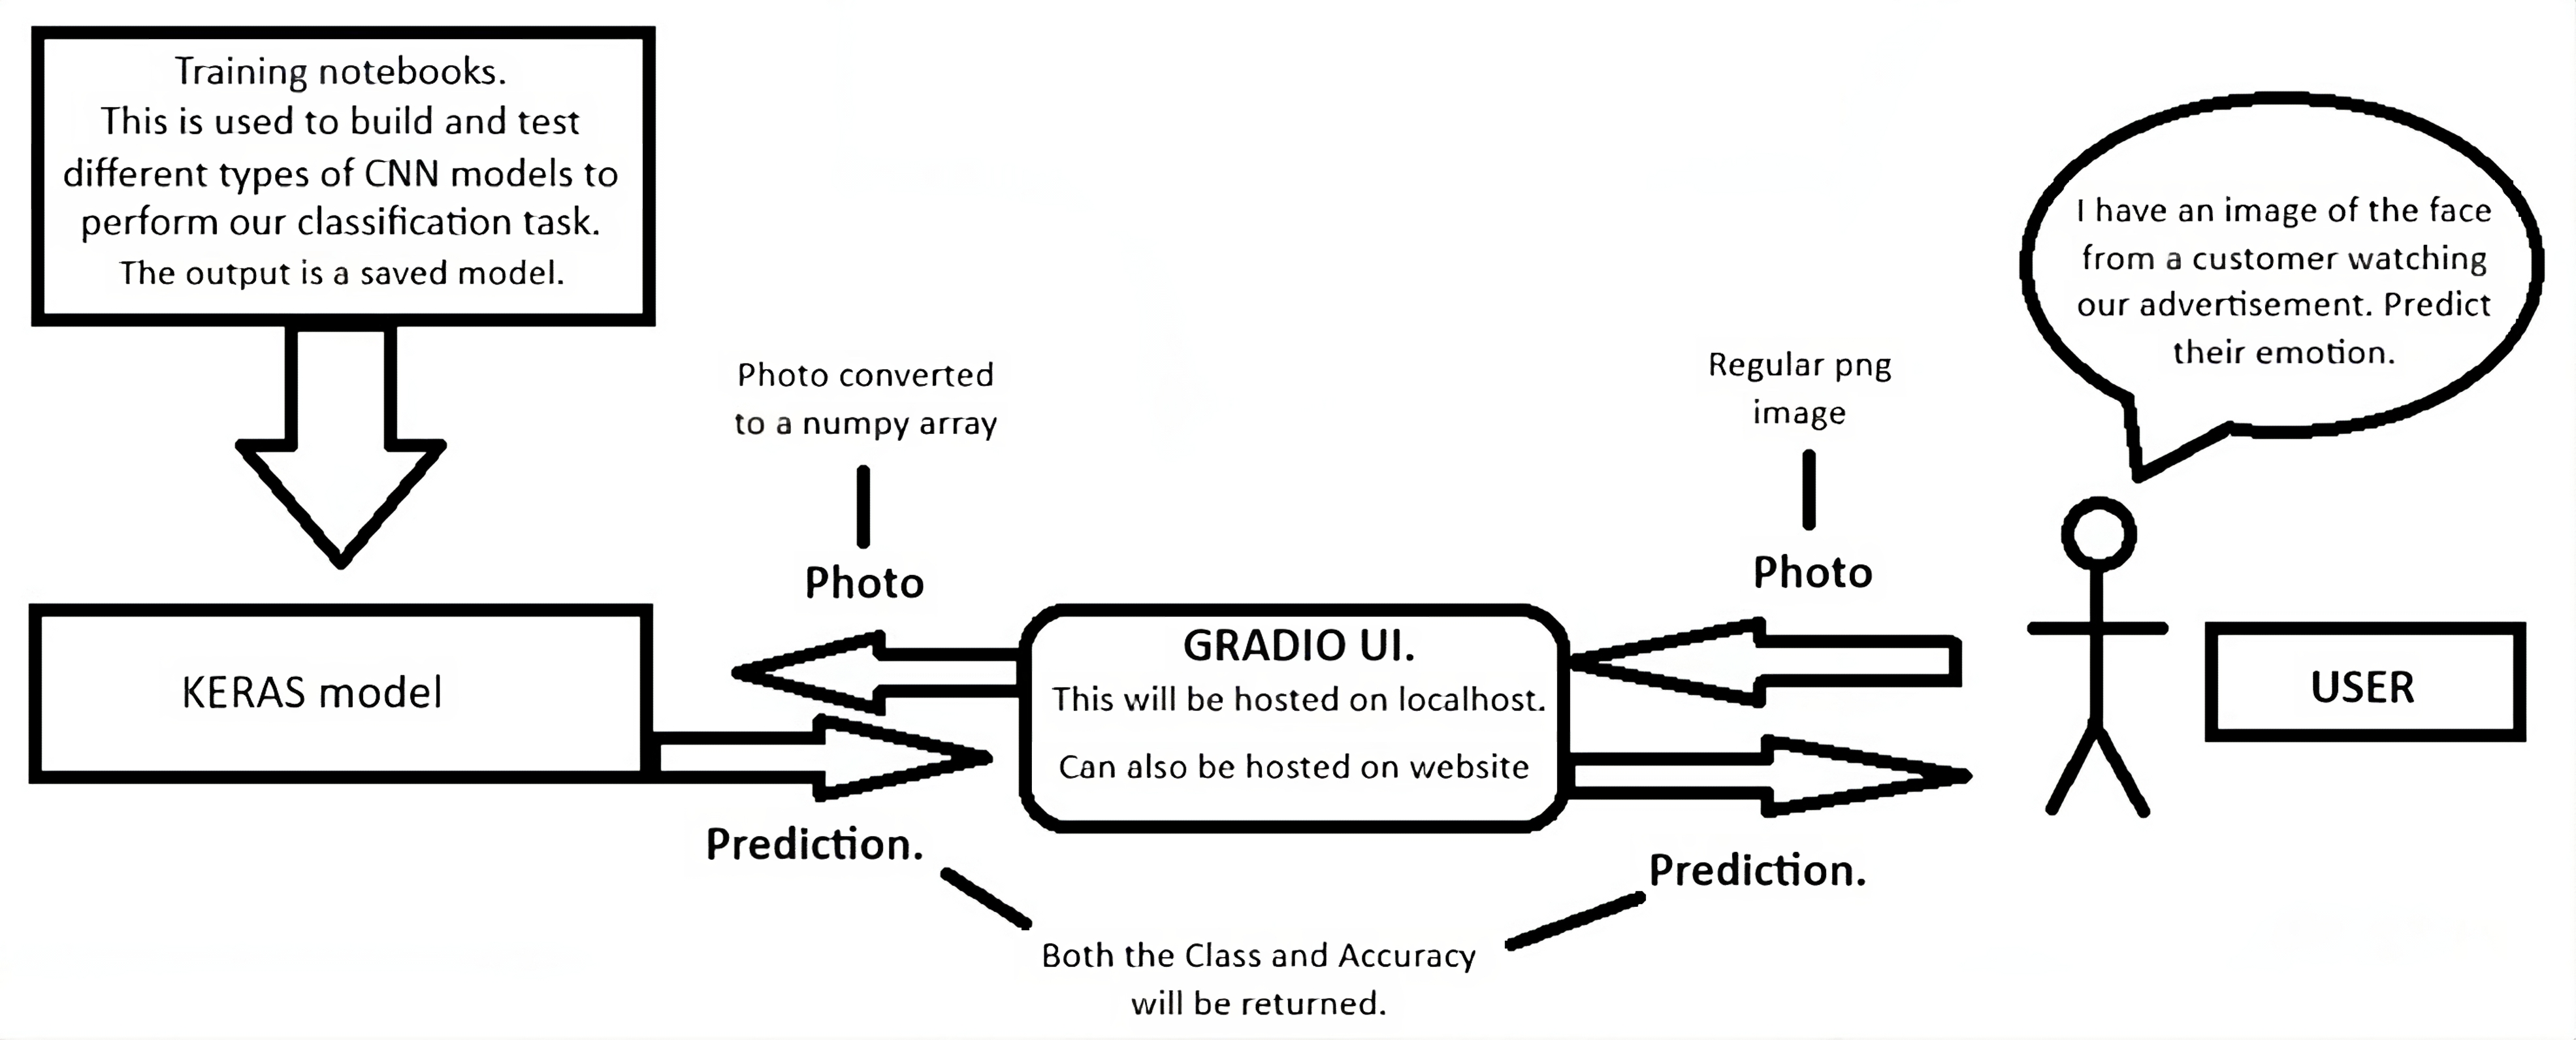 Training notebooks.
This is used to build and test
different types of CNN models to
perform our classification task.
The output is a saved model.
I have an image of the face
from a customer watching
our advertisement. Predict
their emotion.
Photo converted
to a numpy array
Regular png
image
Photo
Photo
KERAS model
GRADIO UI.
This will be hosted on localhost.
Can also be hosted on website
USER
Prediction.
Prediction.
Both the Class and Accuracy
will be returned.